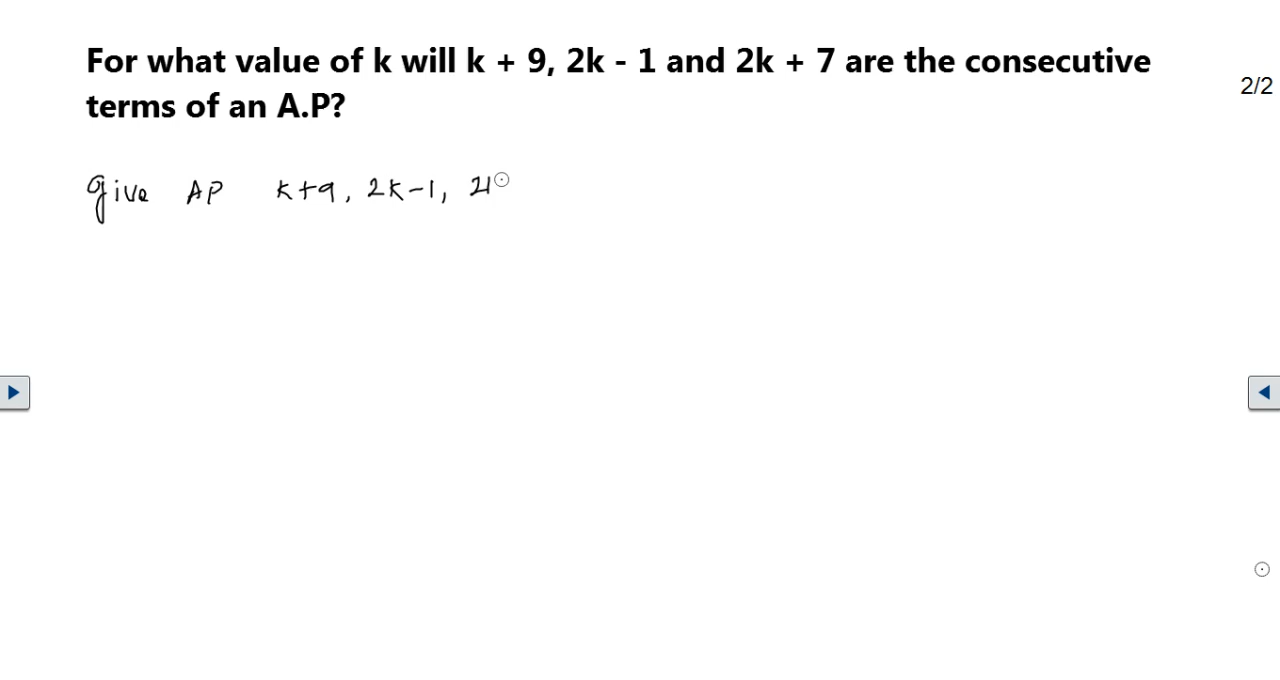 For what value of k will k + 9, 2k - 1 and 2k + 7 are the consecutive
terms of an A.P?
2/2
give AP k+9, 2k-1, 2